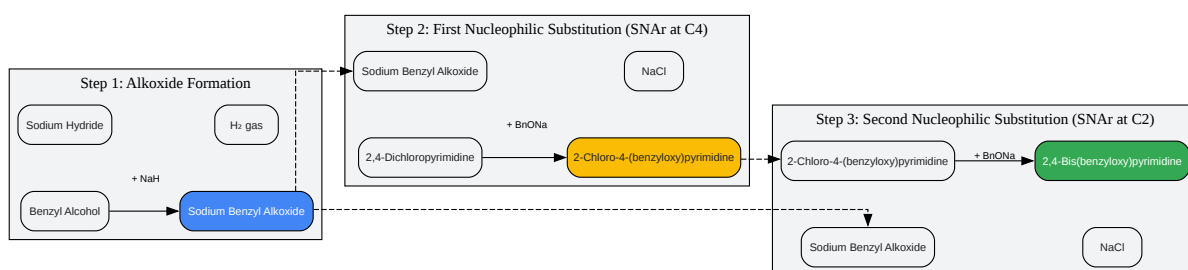 Step 1: Alkoxide Formation
Sodium Hydride
H₂ gas
+ NaH
Benzyl Alcohol
Sodium Benzyl Alkoxide
Step 2: First Nucleophilic Substitution (SNAr at C4)
Sodium Benzyl Alkoxide
NaCl
+ BnONa
2,4-Dichloropyrimidine
2-Chloro-4-(benzyloxy)pyrimidine
Step 3: Second Nucleophilic Substitution (SNAr at C2)
2-Chloro-4-(benzyloxy)pyrimidine
+ BnONa
2,4-Bis(benzyloxy)pyrimidine
Sodium Benzyl Alkoxide
NaCl